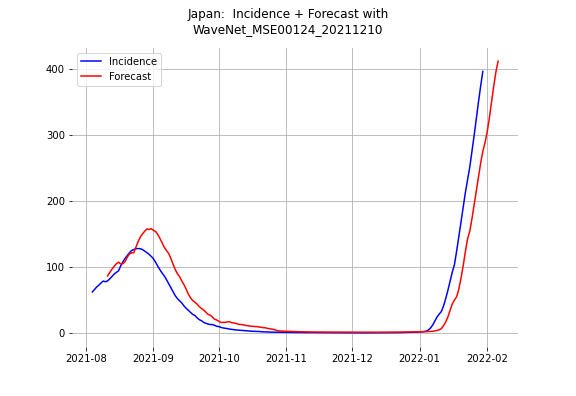 Japan:  Incidence + Forecast with
WaveNet_MSE00124_20211210
Incidence
Forecast
400
300
200
100
0
2021-08 2021-09 2021-10 2021-11 2021-12 2022-01 2022-02